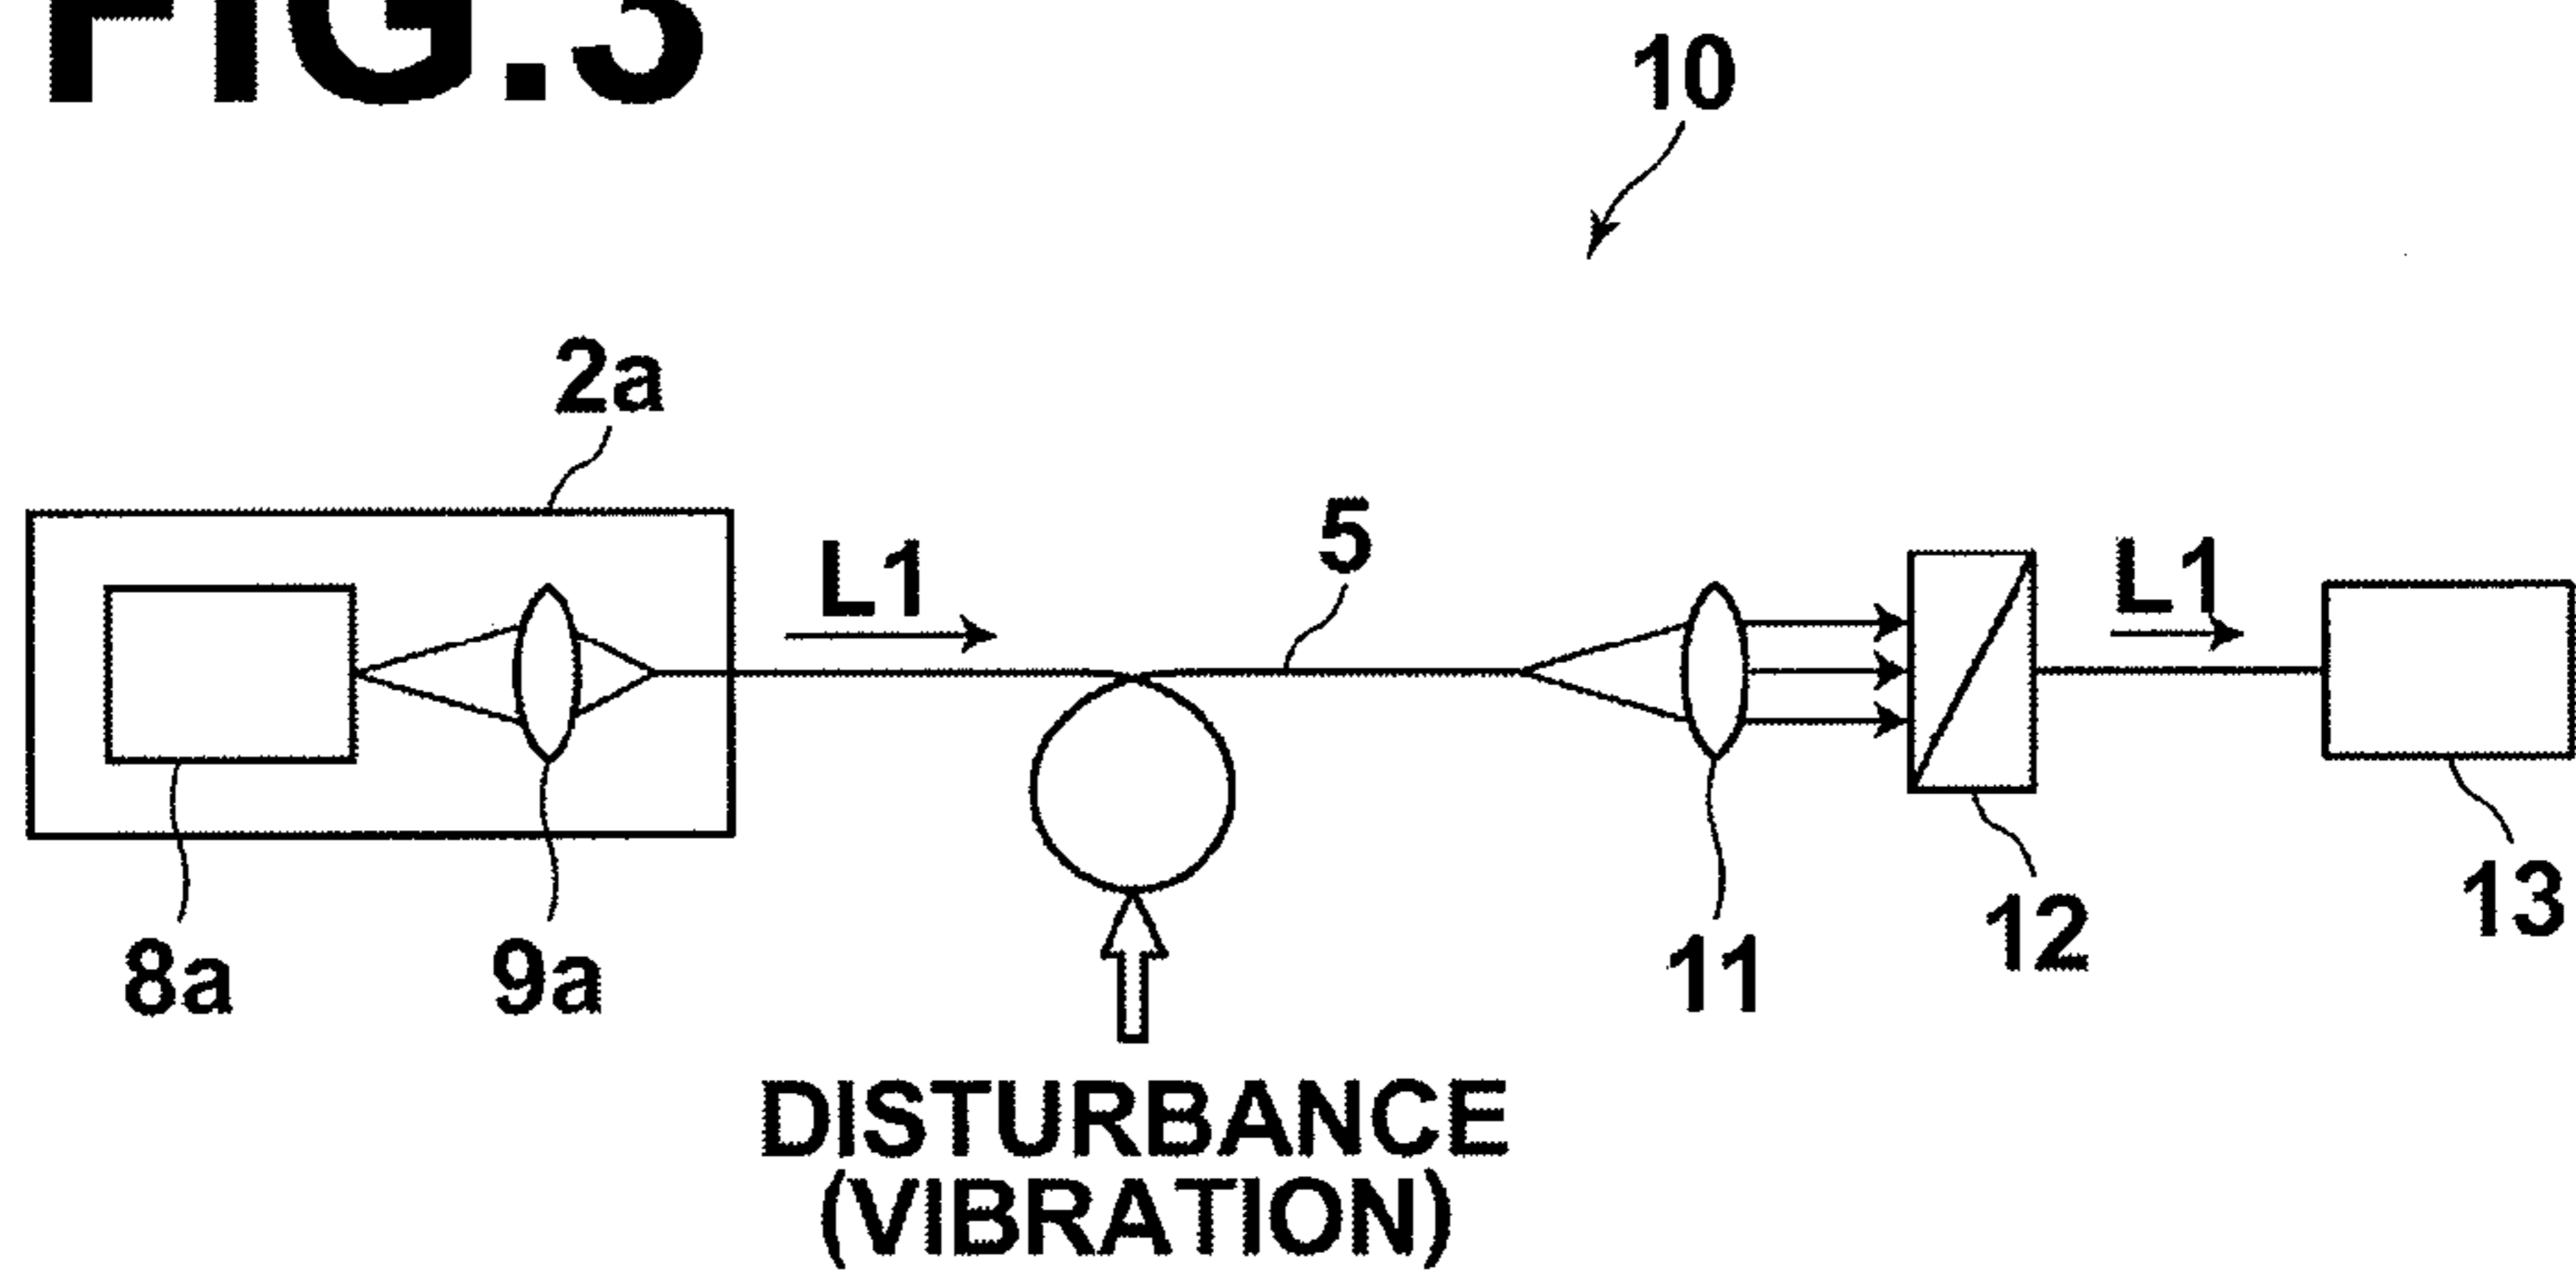 FIG.3
10
2a
L1
5
L1
8a
9a
11
12
13
DISTURBANCE
(VIBRATION)